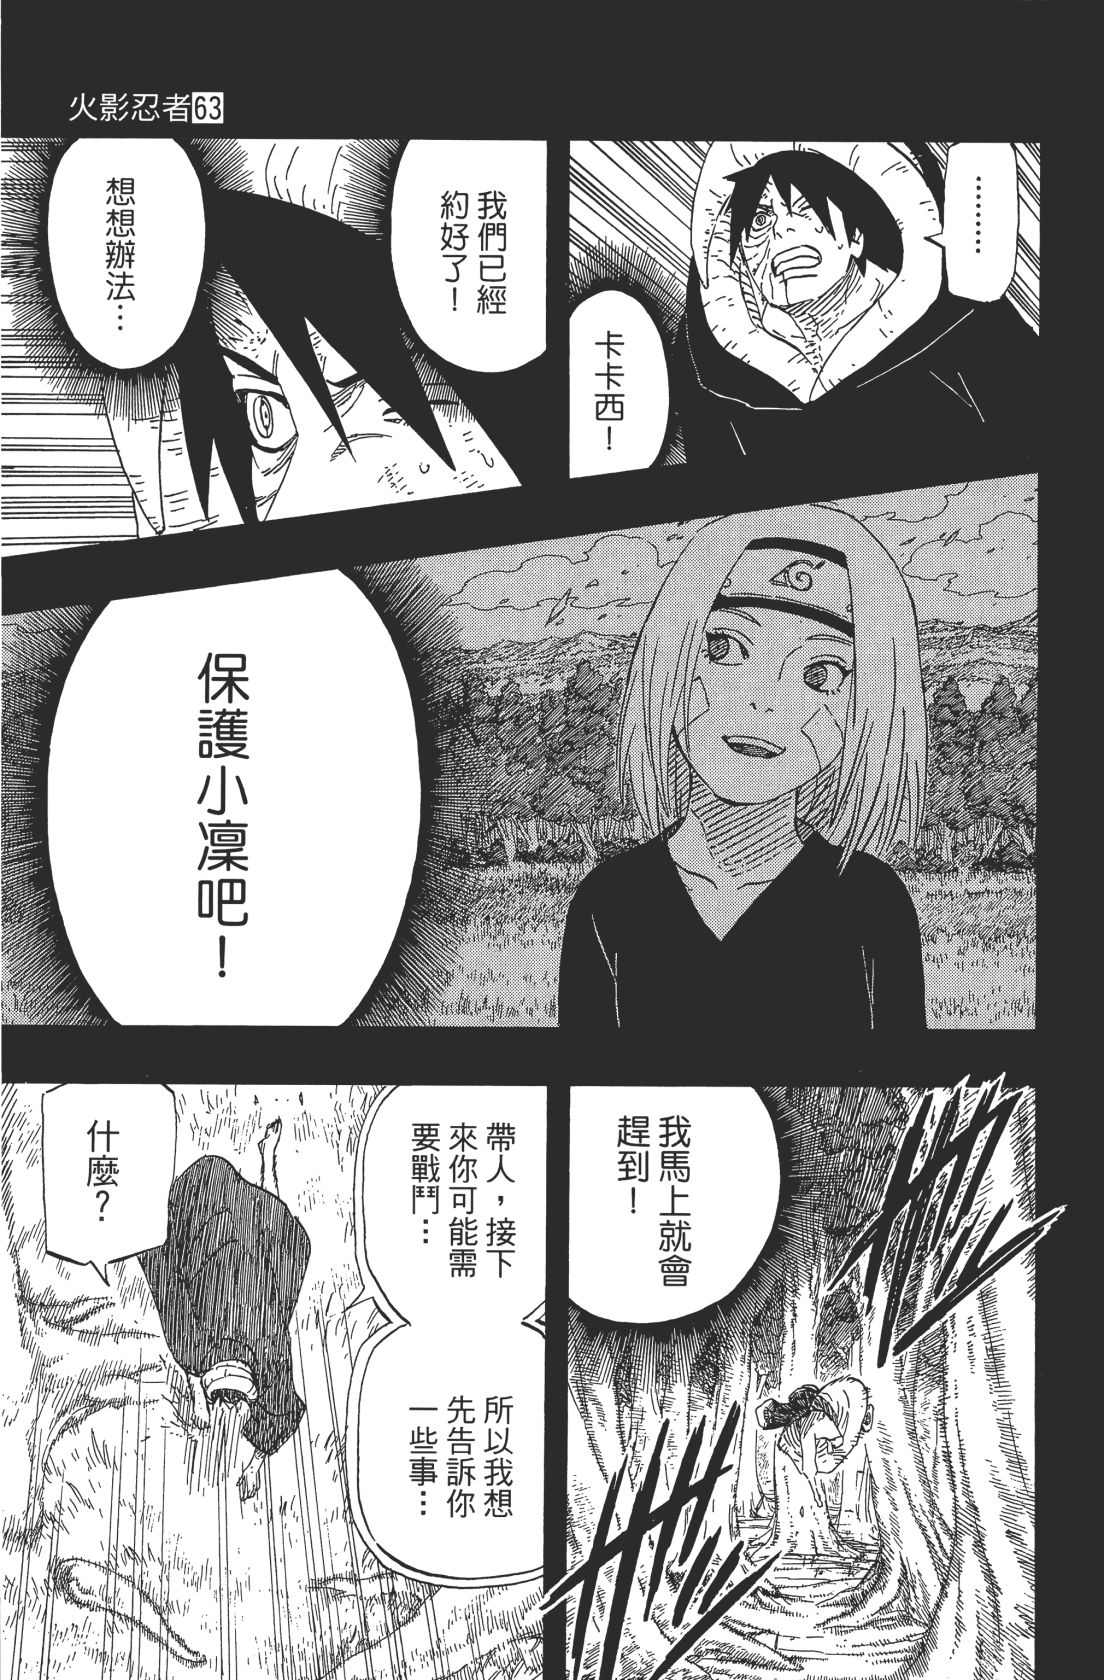 火影忍者63
………
卡卡西！
我們已經
約好了！
想想辦法…
保護小凜吧！
我馬上就會
趕到！
帶人，接下
來你可能需
要戰鬥…
所以我想
先告訴你
一些事…
什麼？